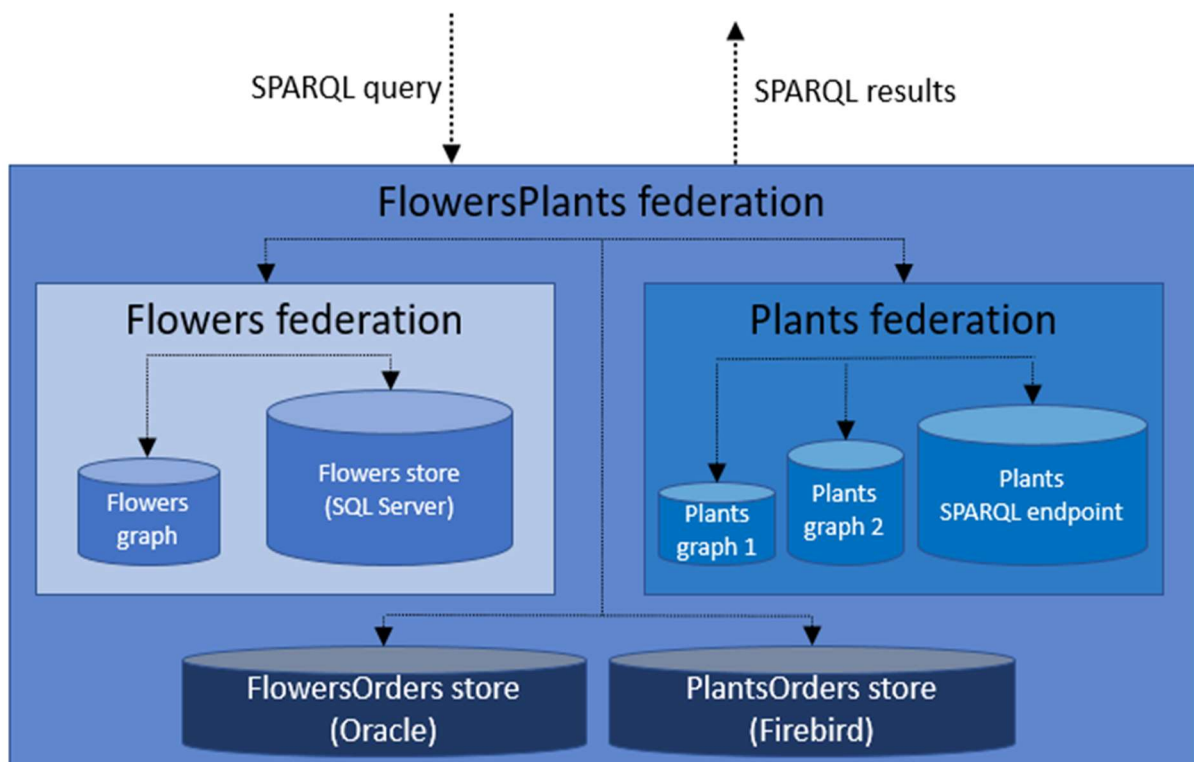 SPARQL query
SPARQL results
FlowersPlants federation
Flowers federation
Flowers
graph
Flowers store
(SQL Server)
Plants federation
Plants
graph 1
Plants
graph 2
Plants
SPARQL endpoint
FlowersOrders store
(Oracle)
PlantsOrders store
(Firebird)